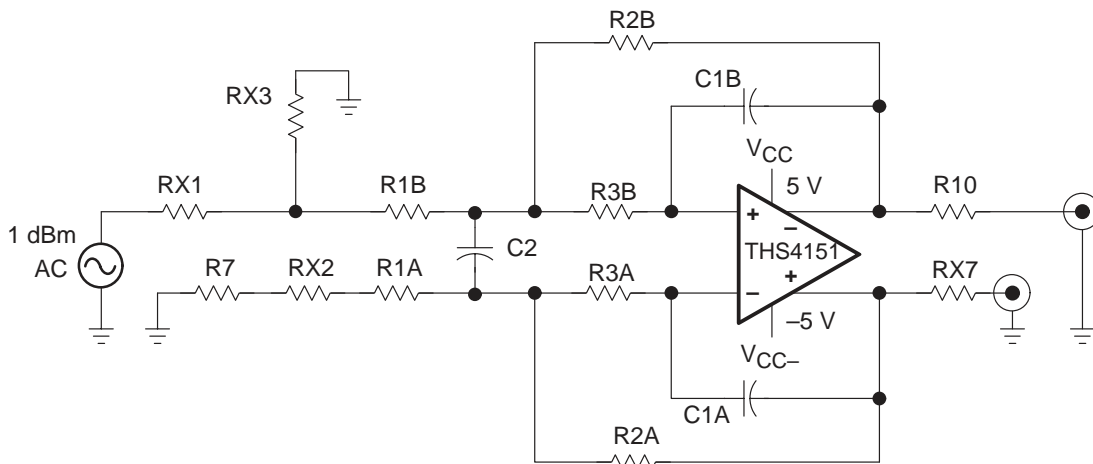 R2B
C1B
RX3
VCC
5 V
RX1
R1B
R3B
R10
+
–
1 dBm
AC
C2
THS4151
R7
RX2
R1A
R3A
+
RX7
–
–5 V
VCC–
C1A
R2A